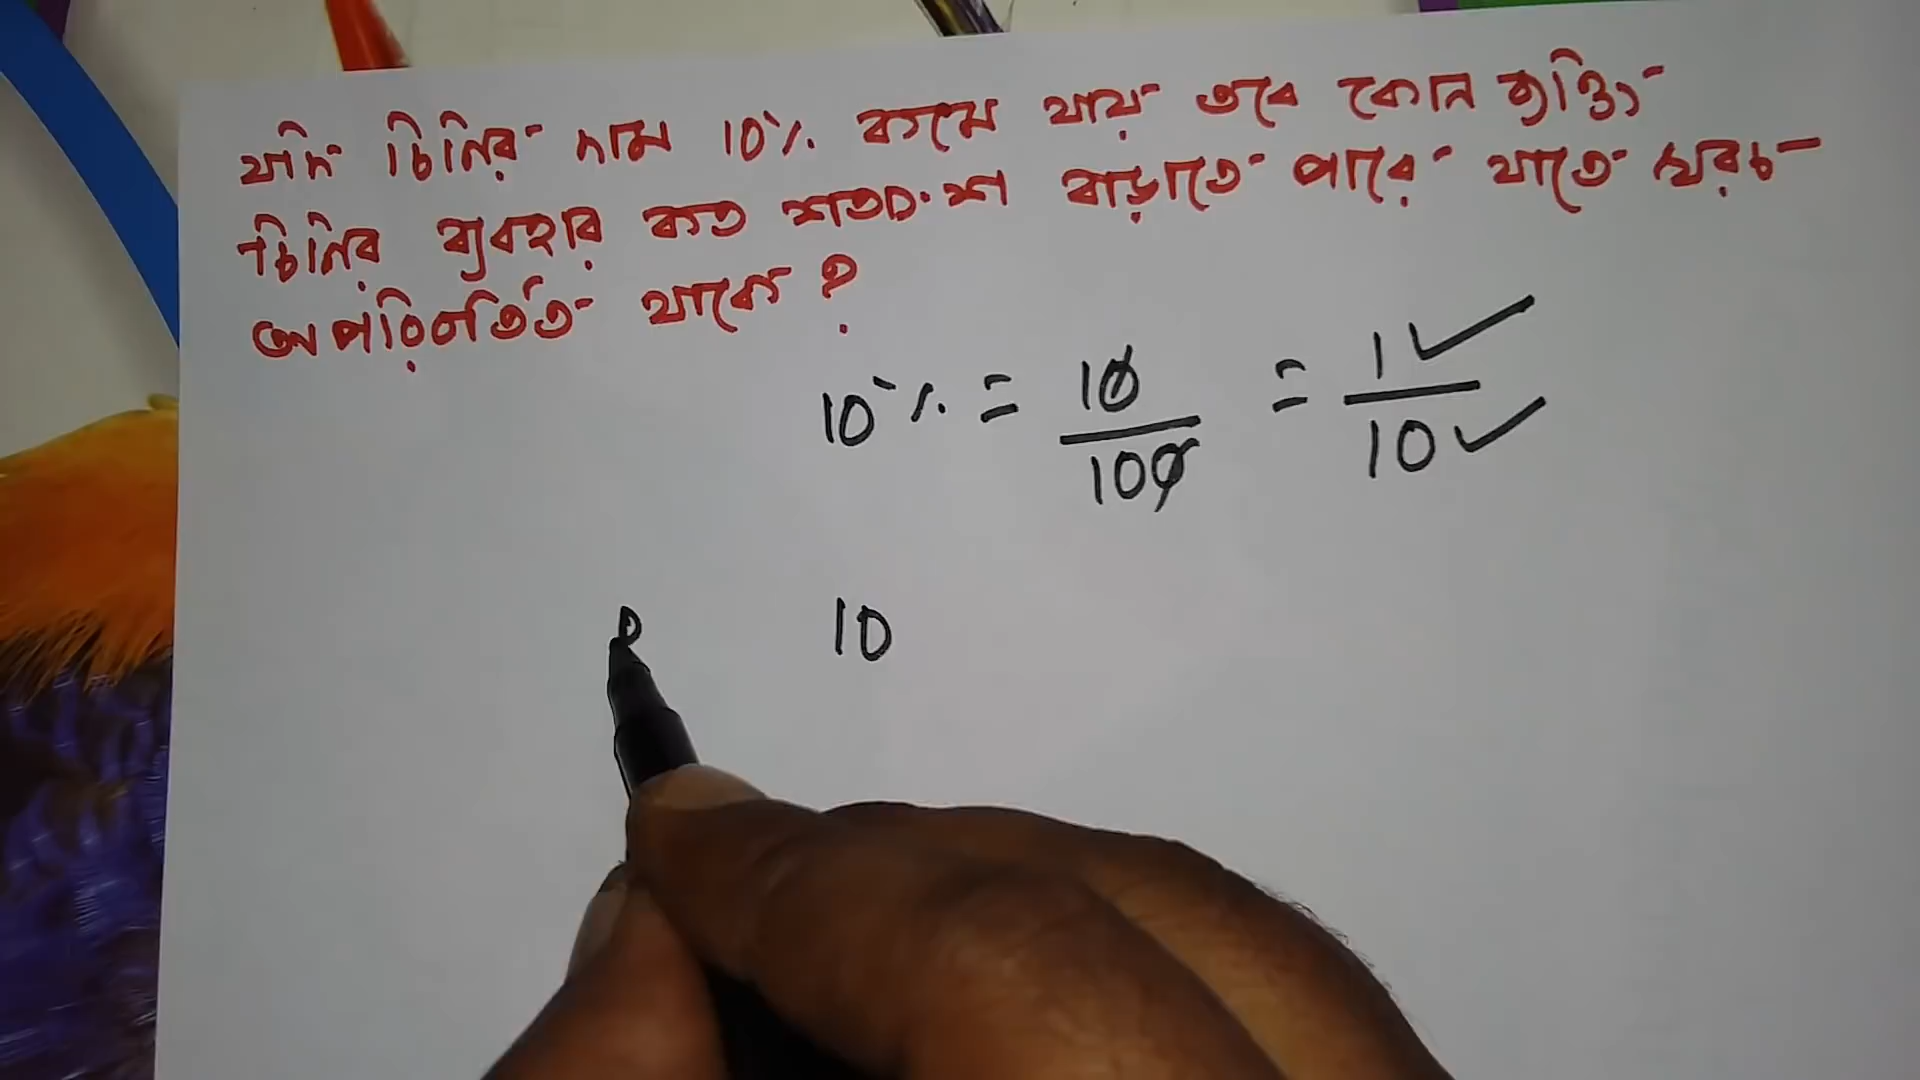 যদি চিনির দাম 10% কমে যায় তবে কোন ব্যক্তি
চিনির ব্যবহার কত শতাংশ বাড়াতে পারে যাতে খরচ
অপরিবর্তিত থাকে ?
10% = 10/100 = 1/10
10